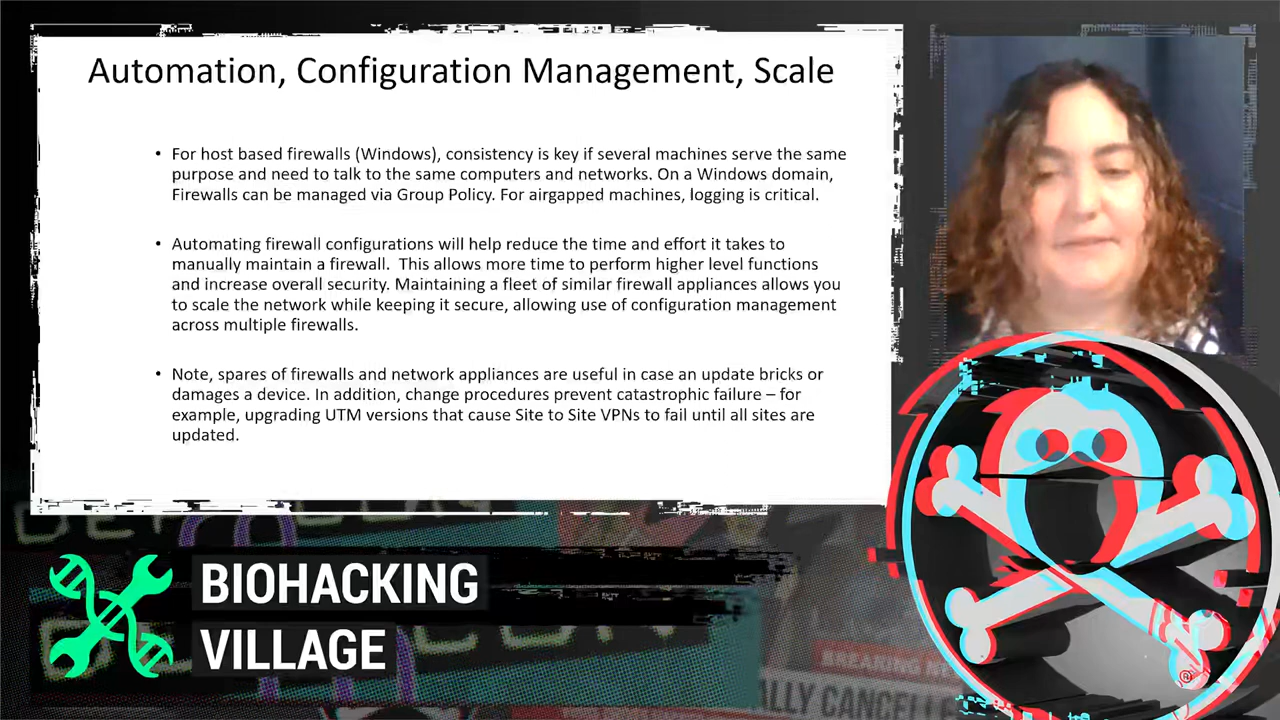 Automation, Configuration Management, Scale
• For host based firewalls (Windows), consistency is key if several machines serve the same
purpose and need to talk to the same computers and networks. On a Windows domain,
Firewalls can be managed via Group Policy. For airgapped machines, logging is critical.
• Automating firewall configurations will help reduce the time and effort it takes to
manually maintain a firewall.  This allows more time to perform higher level functions
and increase overall security. Maintaining a fleet of similar firewall appliances allows you
to scale the network while keeping it secure, allowing use of configuration management
across multiple firewalls.
• Note, spares of firewalls and network appliances are useful in case an update bricks or
damages a device. In addition, change procedures prevent catastrophic failure – for
example, upgrading UTM versions that cause Site to Site VPNs to fail until all sites are
updated.
BIOHACKING
VILLAGE
BREAKING
CANCELLED
®